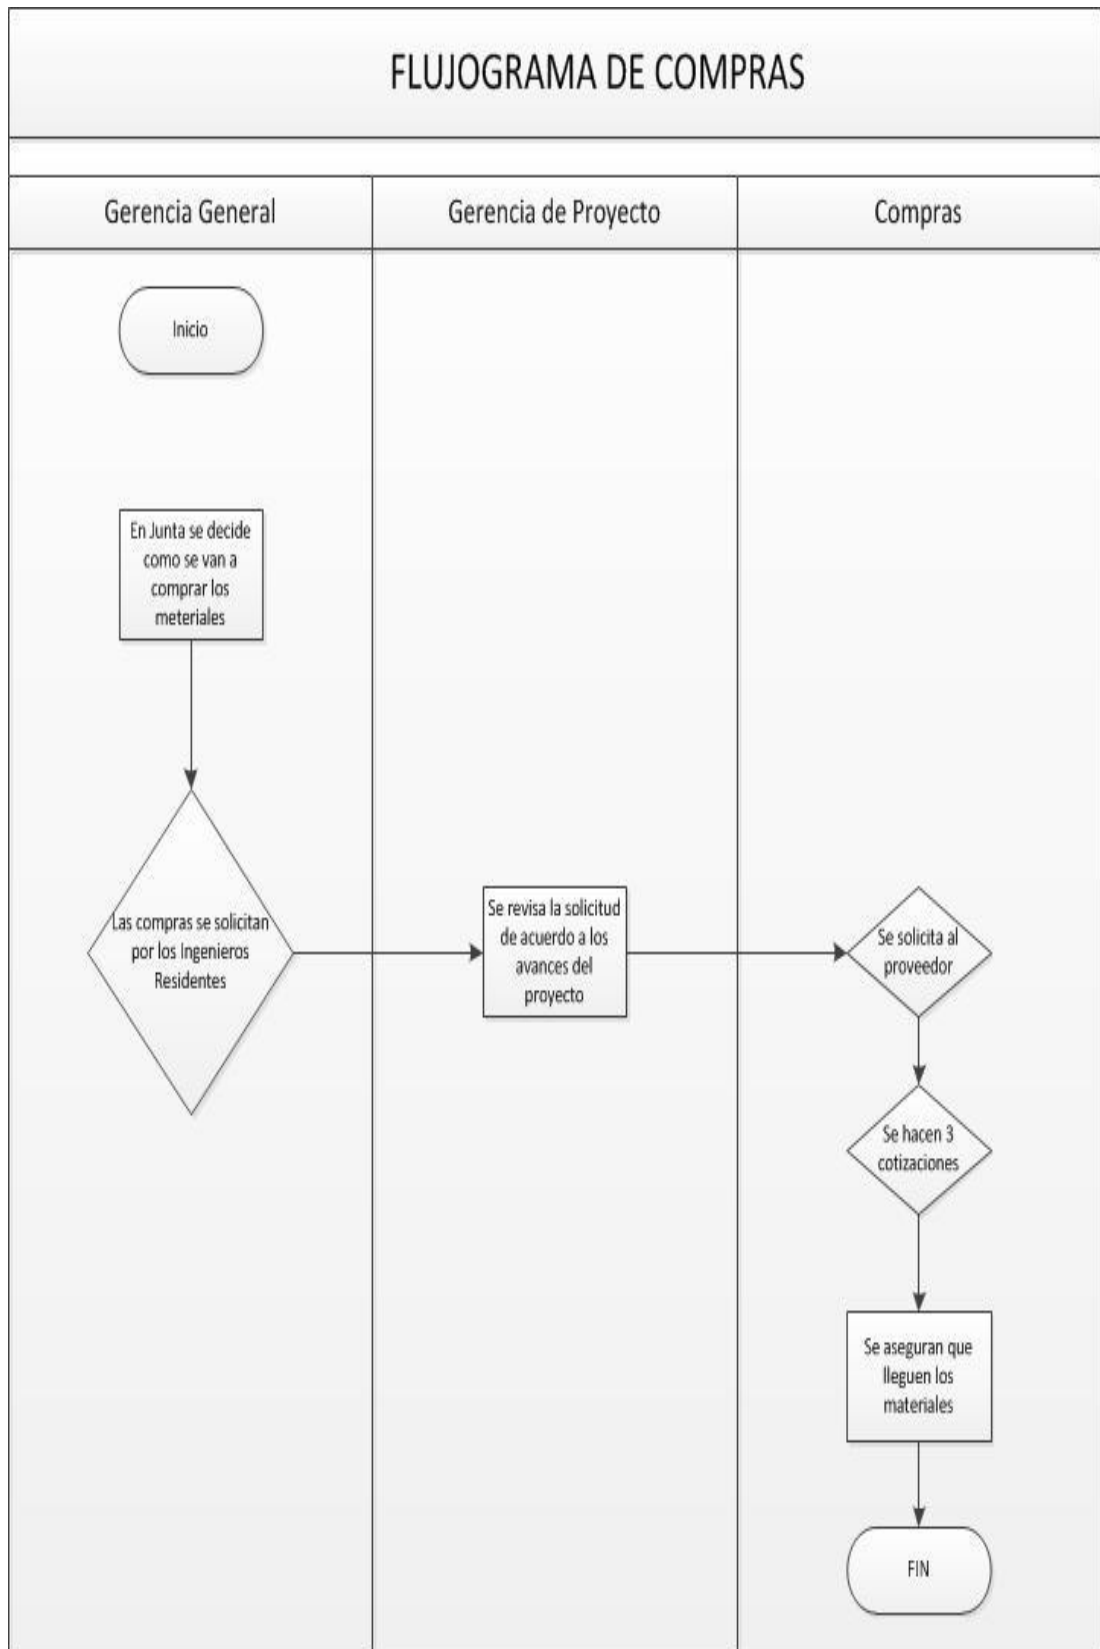 FLUJOGRAMA DE COMPRAS
Gerencia General
Gerencia de Proyecto
Compras
Inicio
En Junta se decide
como se van a
comprar los
meteriales
Las compras se solicitan
por los Ingenieros
Residentes
Se revisa la solicitud
de acuerdo a los
avances del
proyecto
Se solicita al
proveedor
Se hacen 3
cotizaciones
Se aseguran que
lleguen los
materiales
FIN